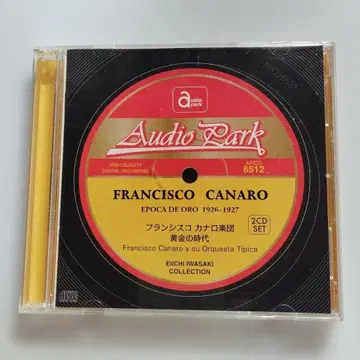 a
audio
park
Audio Park
HIGH QUALITY
DIGITAL RECORDING
APCD
6512
FRANCISCO CANARO
EPOCA DE ORO 1926-1927
フランシスコ カナロ楽団
黄金の時代
2CD
SET
Francisco Canaro y su Orquesta Típica
EIICHI IWASAKI
COLLECTION